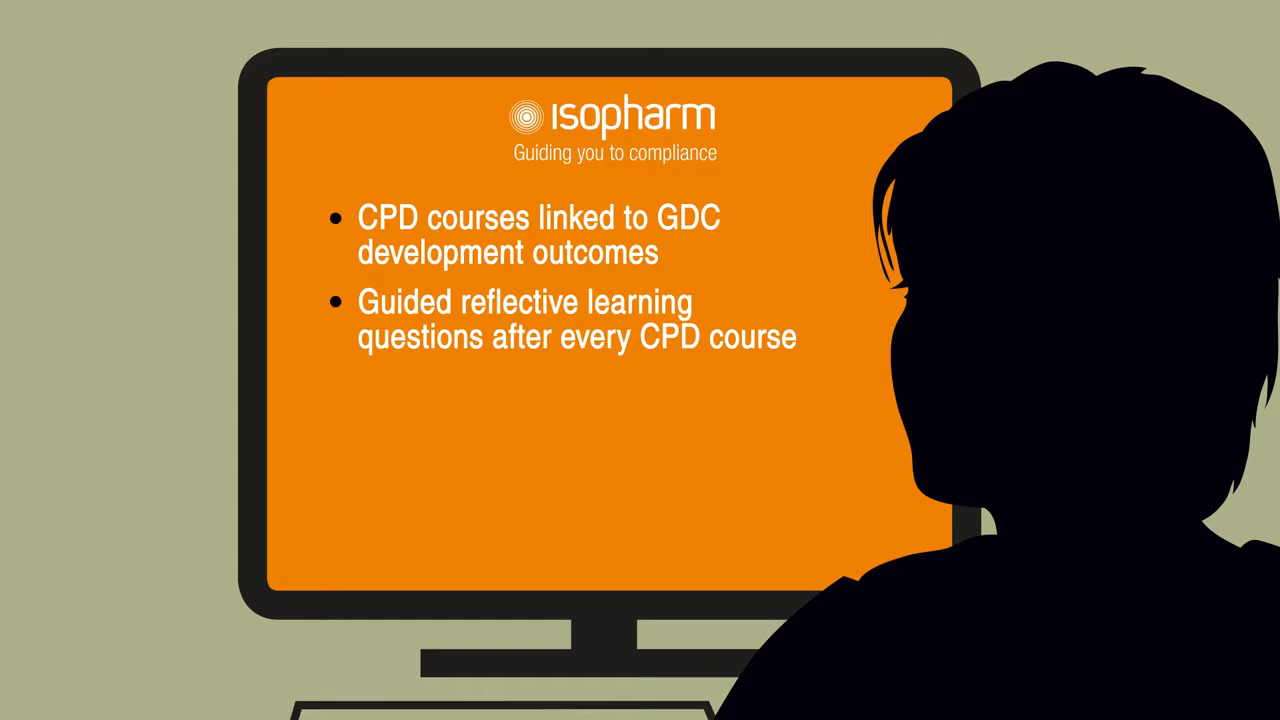 isopharm
Guiding you to compliance
CPD courses linked to GDC
development outcomes
Guided reflective learning
questions after every CPD course